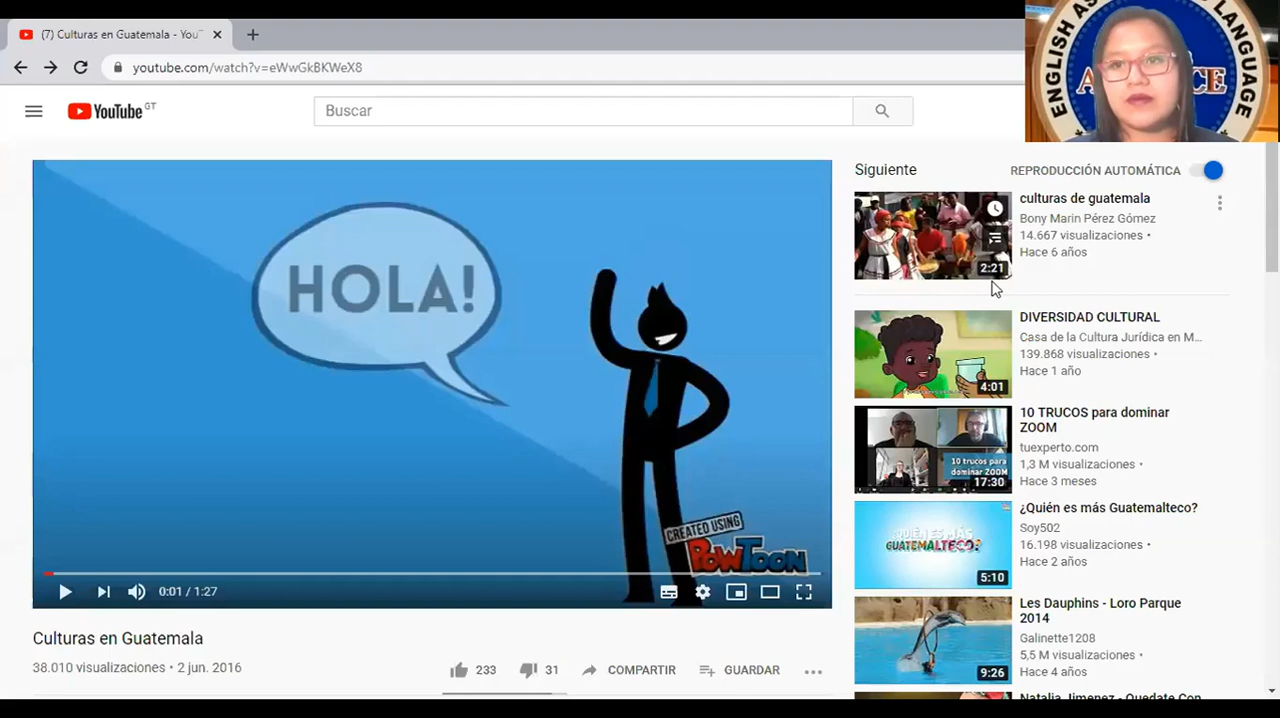 (7) Culturas en Guatemala - YouT
youtube.com/watch?v=eWwGkBKWeX8
YouTube GT
Buscar
ENGLISH AS
LANGUAGE
HOLA!
CREATED USING
POWTOON
0:01 / 1:27
Culturas en Guatemala
38.010 visualizaciones • 2 jun. 2016
233
31
COMPARTIR
GUARDAR
Siguiente
REPRODUCCIÓN AUTOMÁTICA
2:21
culturas de guatemala
Bony Marin Pérez Gómez
14.667 visualizaciones •
Hace 6 años
4:01
DIVERSIDAD CULTURAL
Casa de la Cultura Jurídica en M...
139.868 visualizaciones •
Hace 1 año
10 trucos para
dominar ZOOM
17:30
10 TRUCOS para dominar
ZOOM
tuexperto.com
1,3 M visualizaciones •
Hace 3 meses
¿QUIÉN ES MÁS
GUATEMALTECO?
5:10
¿Quién es más Guatemalteco?
Soy502
16.198 visualizaciones •
Hace 2 años
9:26
Les Dauphins - Loro Parque
2014
Galinette1208
5,5 M visualizaciones •
Hace 4 años
Natalia Jimenez - Quedate Con